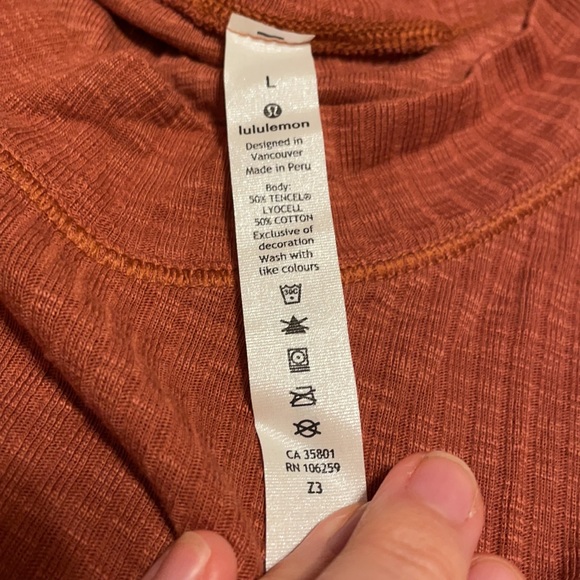 L
lululemon
Designed in
Vancouver
Made in Peru
Body:
50% TENCEL®
LYOCELL
50% COTTON
Exclusive of
decoration
Wash with
like colours
30C
CA 35801
RN 106259
Z3